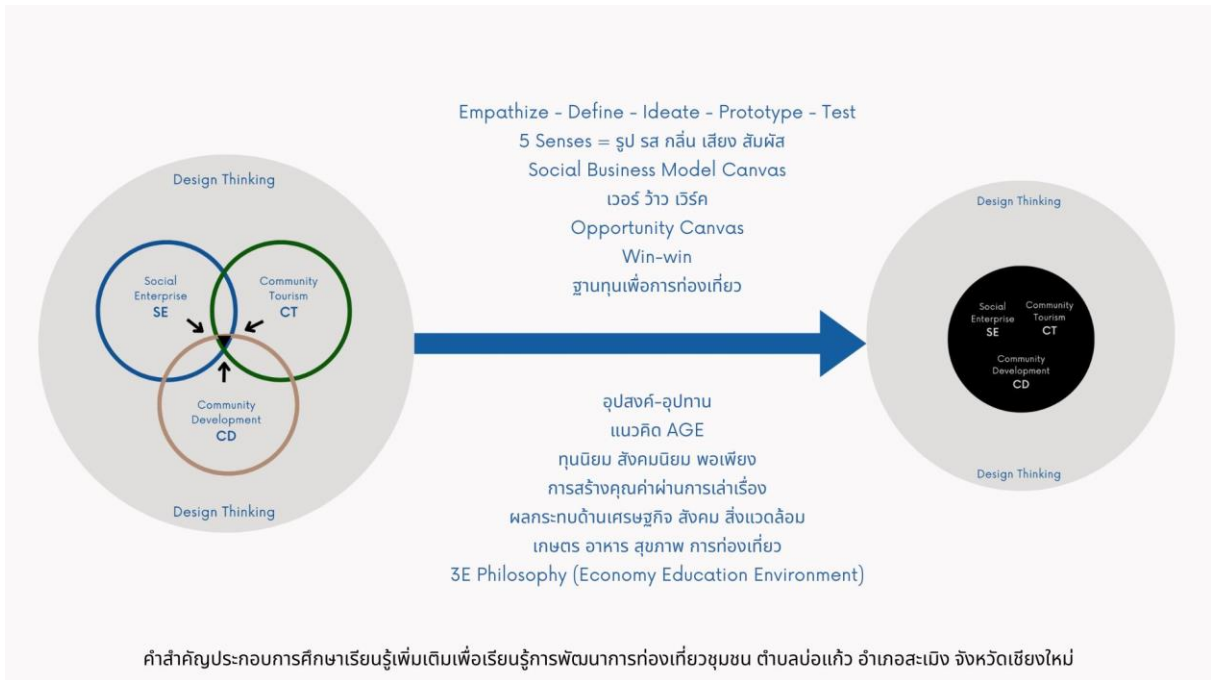 Design Thinking
Social
Enterprise
SE
Community
Tourism
CT
Community
Development
CD
Design Thinking
Empathize - Define - Ideate - Prototype - Test
5 Senses = รูป รส กลิ่น เสียง สัมผัส
Social Business Model Canvas
เวอร์ ว้าว เวิร์ค
Opportunity Canvas
Win-win
ฐานทุนเพื่อการท่องเที่ยว
อุปสงค์-อุปทาน
แนวคิด AGE
ทุนนิยม สังคมนิยม พอเพียง
การสร้างคุณค่าผ่านการเล่าเรื่อง
ผลกระทบด้านเศรษฐกิจ สังคม สิ่งแวดล้อม
เกษตร อาหาร สุขภาพ การท่องเที่ยว
3E Philosophy (Economy Education Environment)
Design Thinking
Social
Enterprise
SE
Community
Tourism
CT
Community
Development
CD
Design Thinking
คำสำคัญประกอบการศึกษาเรียนรู้เพิ่มเติมเพื่อเรียนรู้การพัฒนาการท่องเที่ยวชุมชน ตำบลบ่อแก้ว อำเภอสะเมิง จังหวัดเชียงใหม่